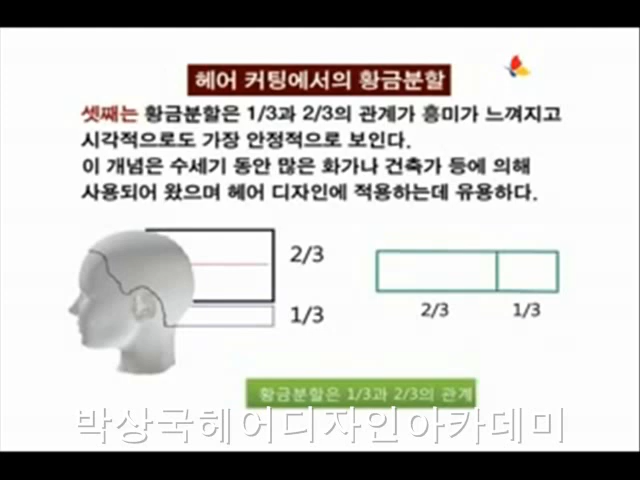 헤어 커팅에서의 황금분할
셋째는 황금분할은 1/3과 2/3의 관계가 흥미가 느껴지고
시각적으로도 가장 안정적으로 보인다.
이 개념은 수세기 동안 많은 화가나 건축가 등에 의해
사용되어 왔으며 헤어 디자인에 적용하는데 유용하다.
2/3
1/3
2/3 1/3
황금분할은 1/3과 2/3의 관계
박상국헤어디자인아카데미